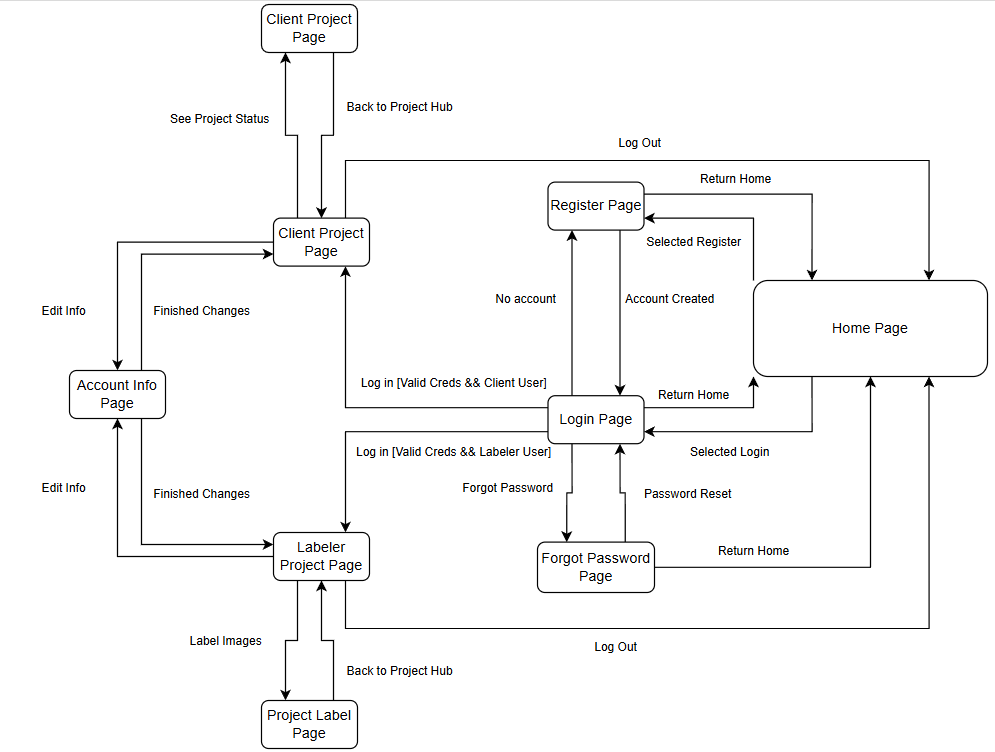 Client Project
Page
See Project Status
Back to Project Hub
Log Out
Return Home
Register Page
Selected Register
Client Project
Page
No account
Account Created
Edit Info
Finished Changes
Home Page
Account Info
Page
Log in [Valid Creds && Client User]
Return Home
Login Page
Log in [Valid Creds && Labeler User]
Selected Login
Edit Info
Finished Changes
Forgot Password
Password Reset
Labeler
Project Page
Forgot Password
Page
Return Home
Label Images
Log Out
Back to Project Hub
Project Label
Page